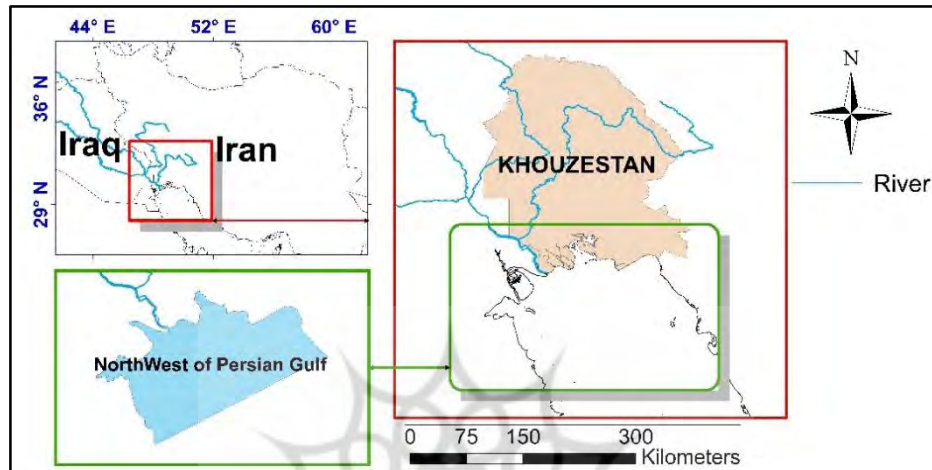 44° E 52° E 60° E
36° N
29° N
Iraq Iran
KHOUZESTAN
N
River
NorthWest of Persian Gulf
0 75 150 300
Kilometers